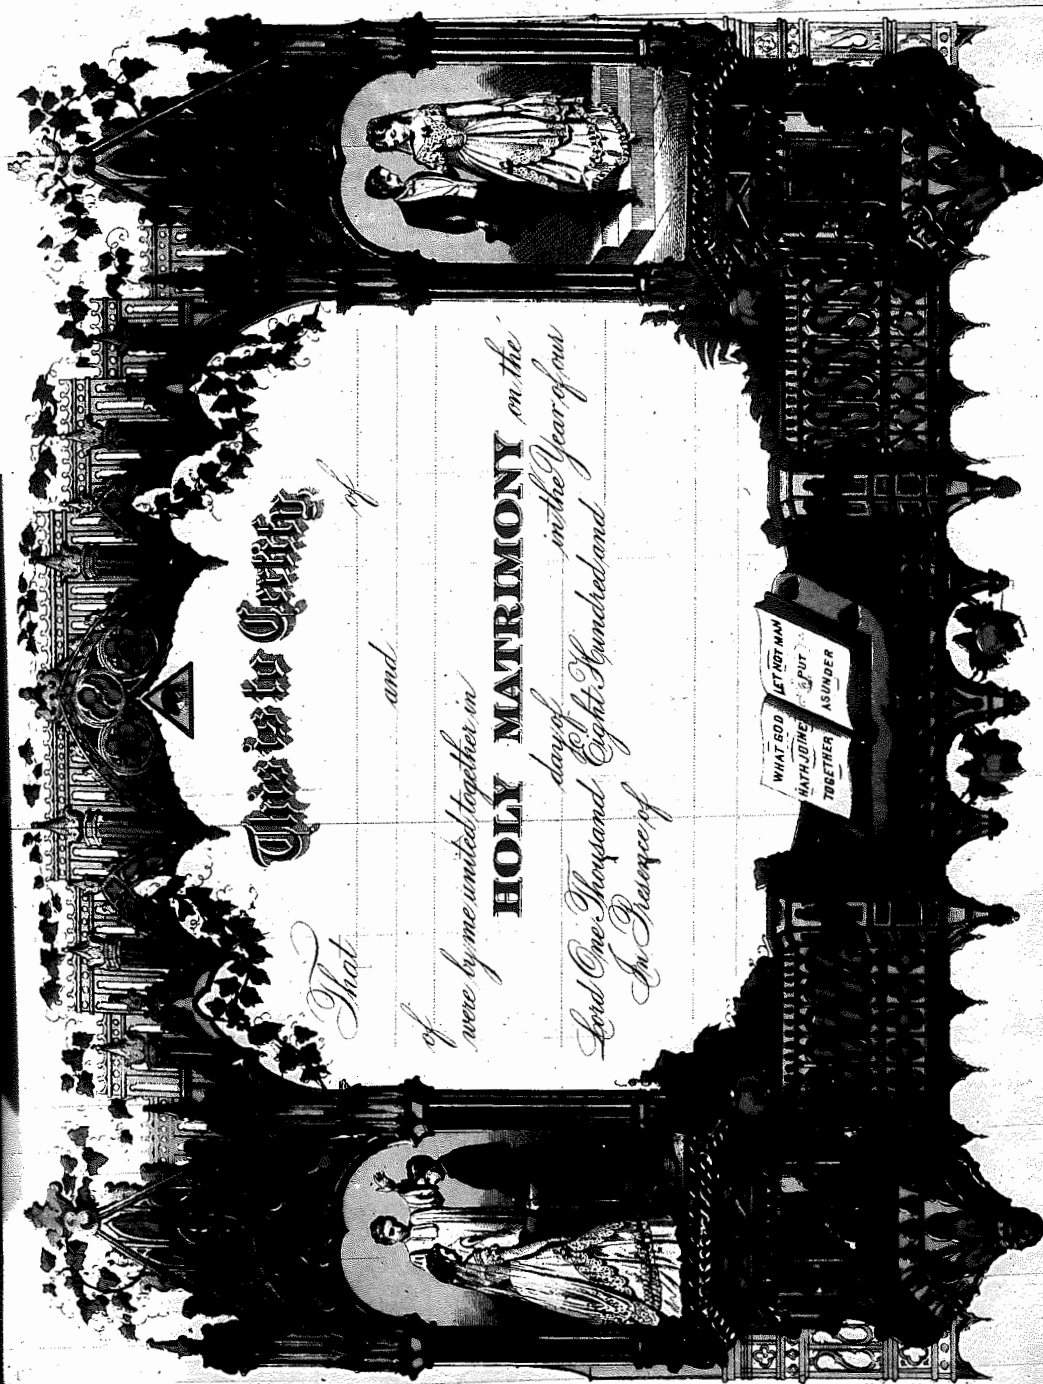 This is to Certify
That of
and
of
were by me united together in
HOLY MATRIMONY on the
day of in the Year of our
Lord One Thousand Eight Hundred and
In Presence of
WHAT GOD
HATH JOINED
TOGETHER
LET NOT MAN
PUT
ASUNDER